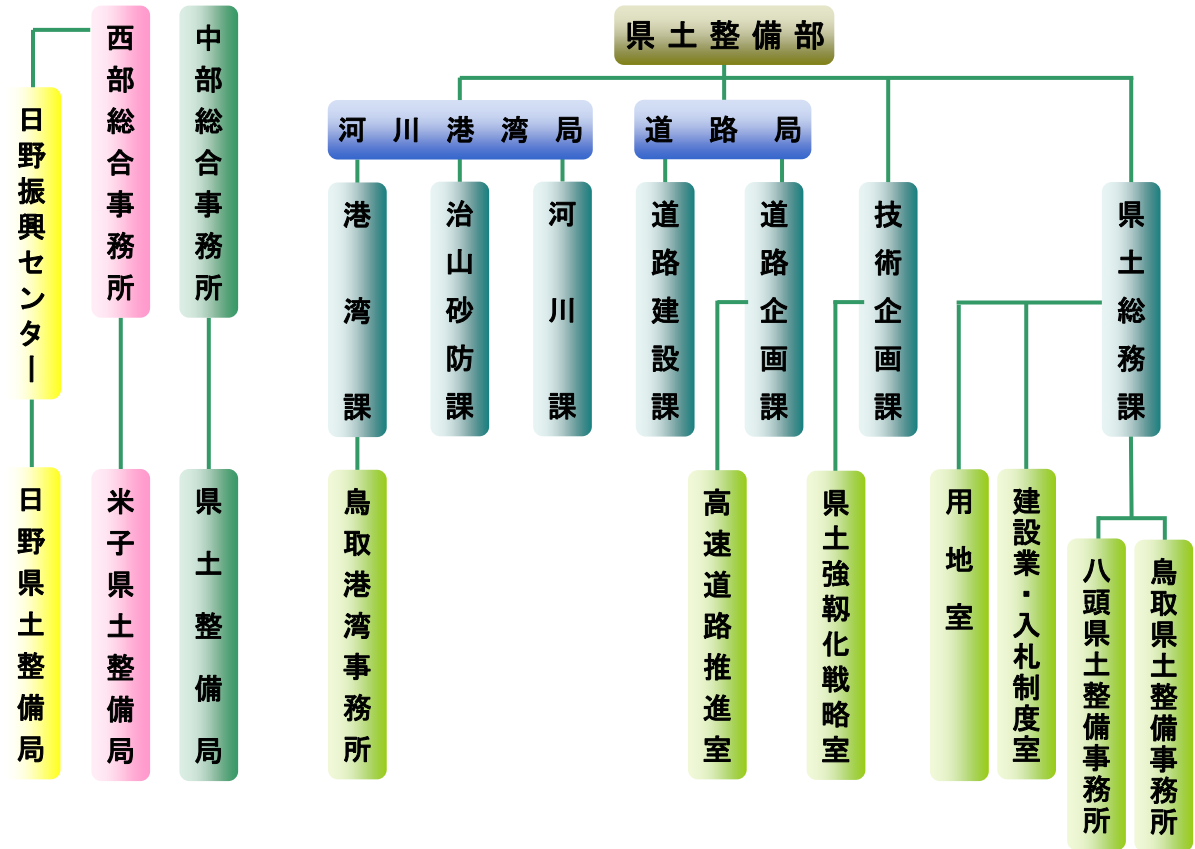 県土整備部
河川港湾局
道路局
県土総務課
技術企画課
道路企画課
道路建設課
河川課
治山砂防課
港湾課
中部総合事務所
西部総合事務所
日野振興センター
鳥取県土整備事務所
八頭県土整備事務所
建設業・入札制度室
用地室
県土強靱化戦略室
高速道路推進室
鳥取港湾事務所
県土整備局
米子県土整備局
日野県土整備局